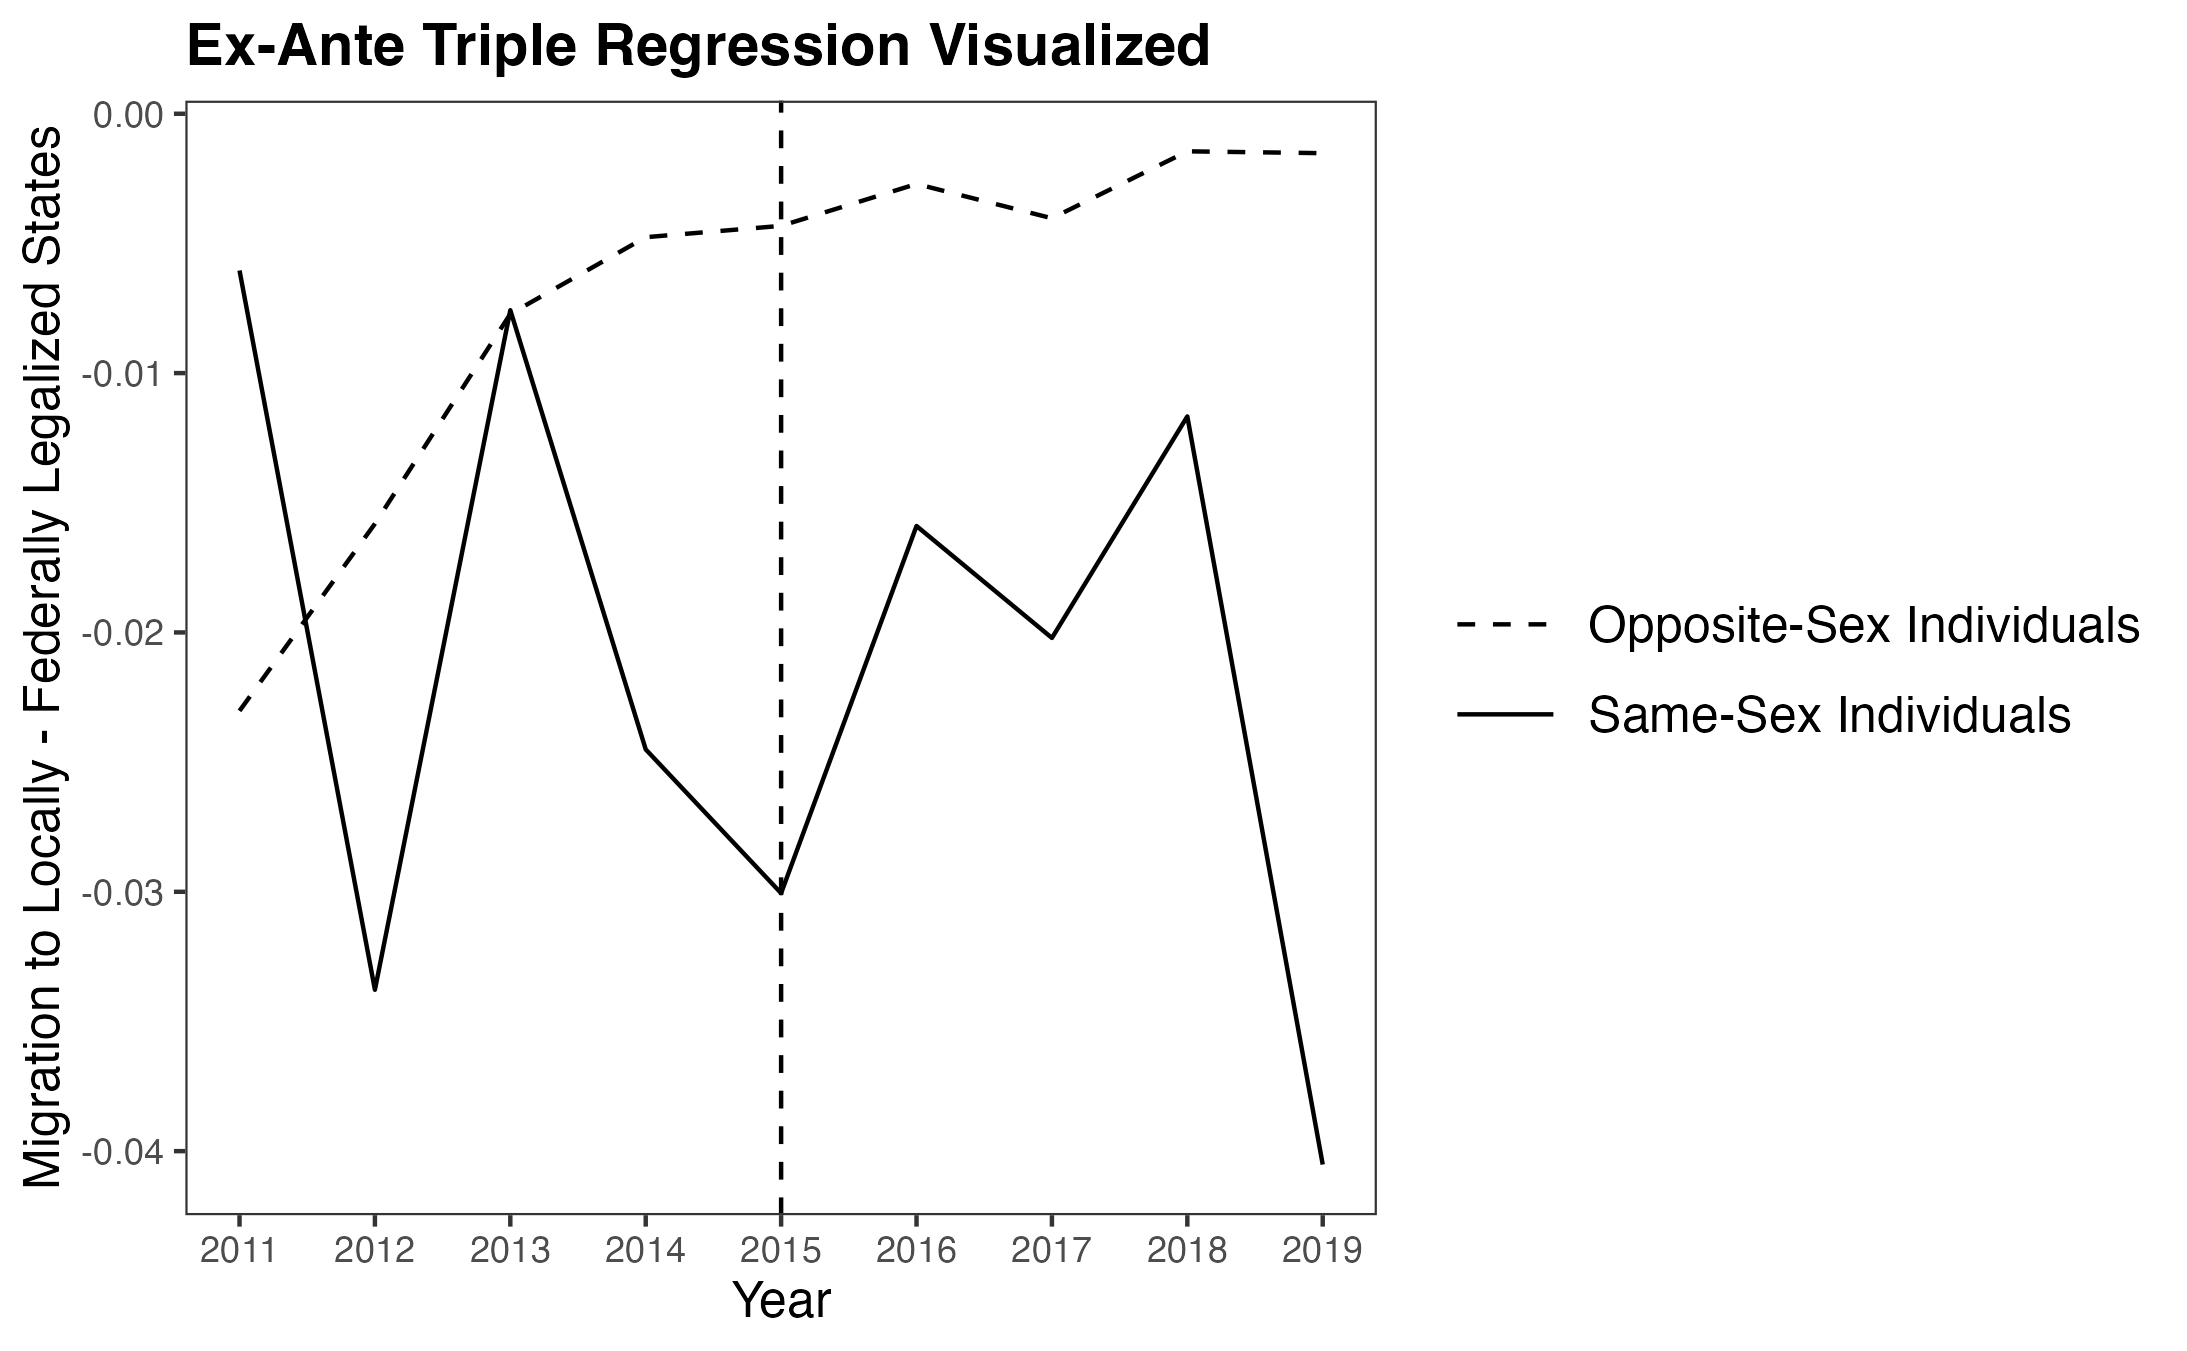 Ex-Ante Triple Regression Visualized
Migration to Locally - Federally Legalized States
0.00
-0.01
-0.02
-0.03
-0.04
2011 2012 2013 2014 2015 2016 2017 2018 2019
Year
Opposite-Sex Individuals
Same-Sex Individuals